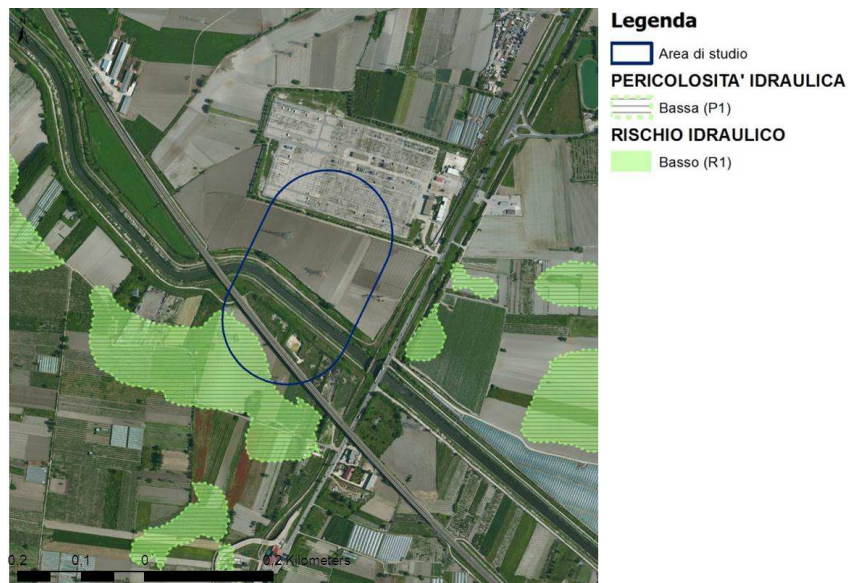 Legenda
Area di studio
PERICOLOSITA' IDRAULICA
Bassa (P1)
RISCHIO IDRAULICO
Basso (R1)
0,2 0,1 0 0,2 Kilometers